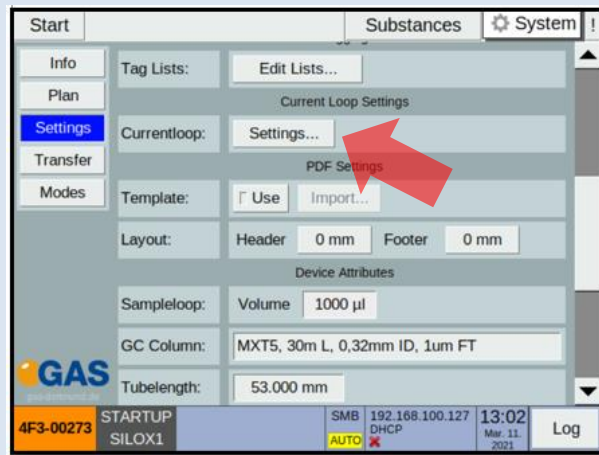 Start Substances System !
Info
Plan
Settings
Transfer
Modes
Tag Lists: Edit Lists...
Current Loop Settings
Currentloop: Settings...
PDF Settings
Template: Use Import...
Layout: Header 0 mm Footer 0 mm
Device Attributes
Sampleloop: Volume 1000 µl
GC Column: MXT5, 30m L, 0,32mm ID, 1um FT
Tubelength: 53.000 mm
GAS
4F3-00273 STARTUP SILOX1
SMB AUTO
192.168.100.127 DHCP
13:02 Mar. 11. 2021
Log